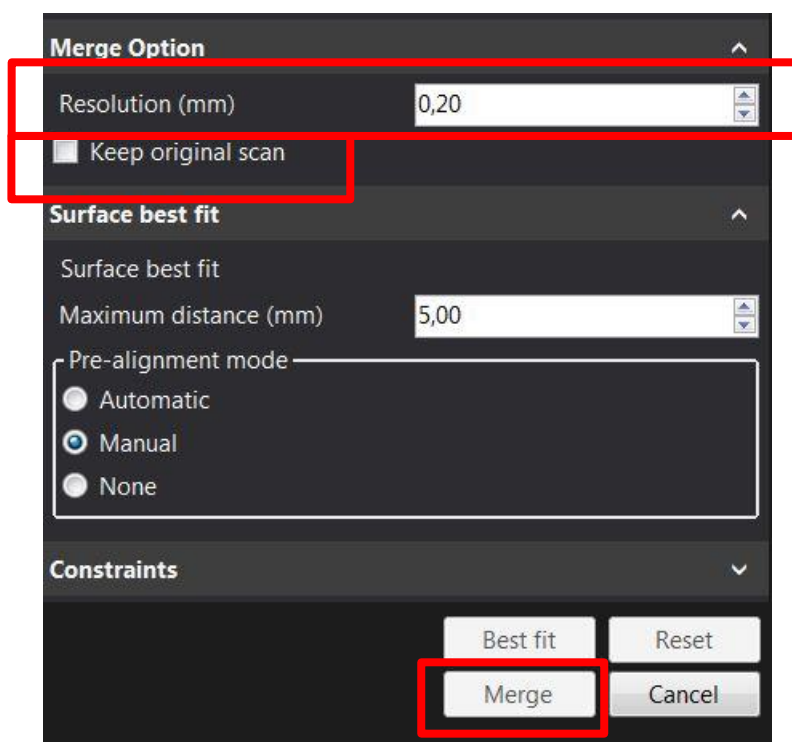 Merge Option
Resolution (mm) 0,20
Keep original scan
Surface best fit
Surface best fit
Maximum distance (mm) 5,00
Pre-alignment mode
Automatic
Manual
None
Constraints
Best fit Reset
Merge Cancel